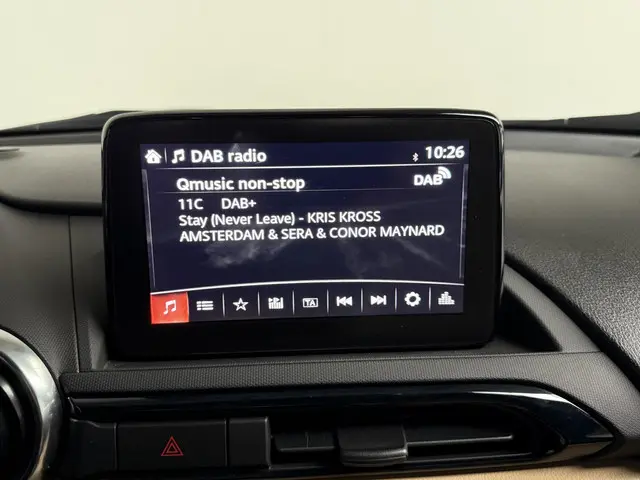 DAB radio 10:26
Qmusic non-stop DAB
11C DAB+
Stay (Never Leave) - KRIS KROSS
AMSTERDAM & SERA & CONOR MAYNARD
TA